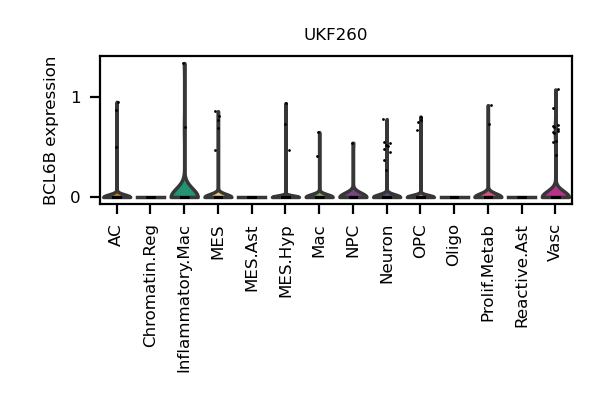 UKF260
BCL6B expression
1
0
AC
Chromatin.Reg
Inflammatory.Mac
MES
MES.Ast
MES.Hyp
Mac
NPC
Neuron
OPC
Oligo
Prolif.Metab
Reactive.Ast
Vasc